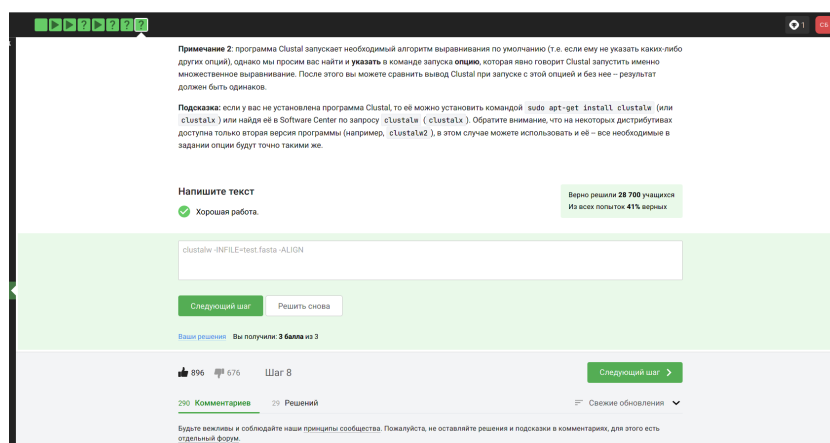 1
CБ
Примечание 2: программа Clustal запускает необходимый алгоритм выравнивания по умолчанию (т.е. если ему не указать каких-либо
других опций), однако мы просим вас найти и указать в команде запуска опцию, которая явно говорит Clustal запустить именно
множественное выравнивание. После этого вы можете сравнить вывод Clustal при запуске с этой опцией и без нее – результат
должен быть одинаков.
Подсказка: если у вас не установлена программа Clustal, то её можно установить командой sudo apt-get install clustalw (или
clustalx ) или найдя её в Software Center по запросу clustalw ( clustalx ). Обратите внимание, что на некоторых дистрибутивах
доступна только вторая версия программы (например, clustalw2 ), в этом случае можете использовать и её – все необходимые в
задании опции будут точно такими же.
Напишите текст
Верно решили 28 700 учащихся
Из всех попыток 41% верных
Хорошая работа.
clustalw -INFILE=test.fasta -ALIGN
Следующий шаг Решить снова
Ваши решения Вы получили: 3 балла из 3
896 676 Шаг 8 Следующий шаг
290 Комментариев 29 Решений Свежие обновления
Будьте вежливы и соблюдайте наши принципы сообщества. Пожалуйста, не оставляйте решения и подсказки в комментариях, для этого есть
отдельный форум.